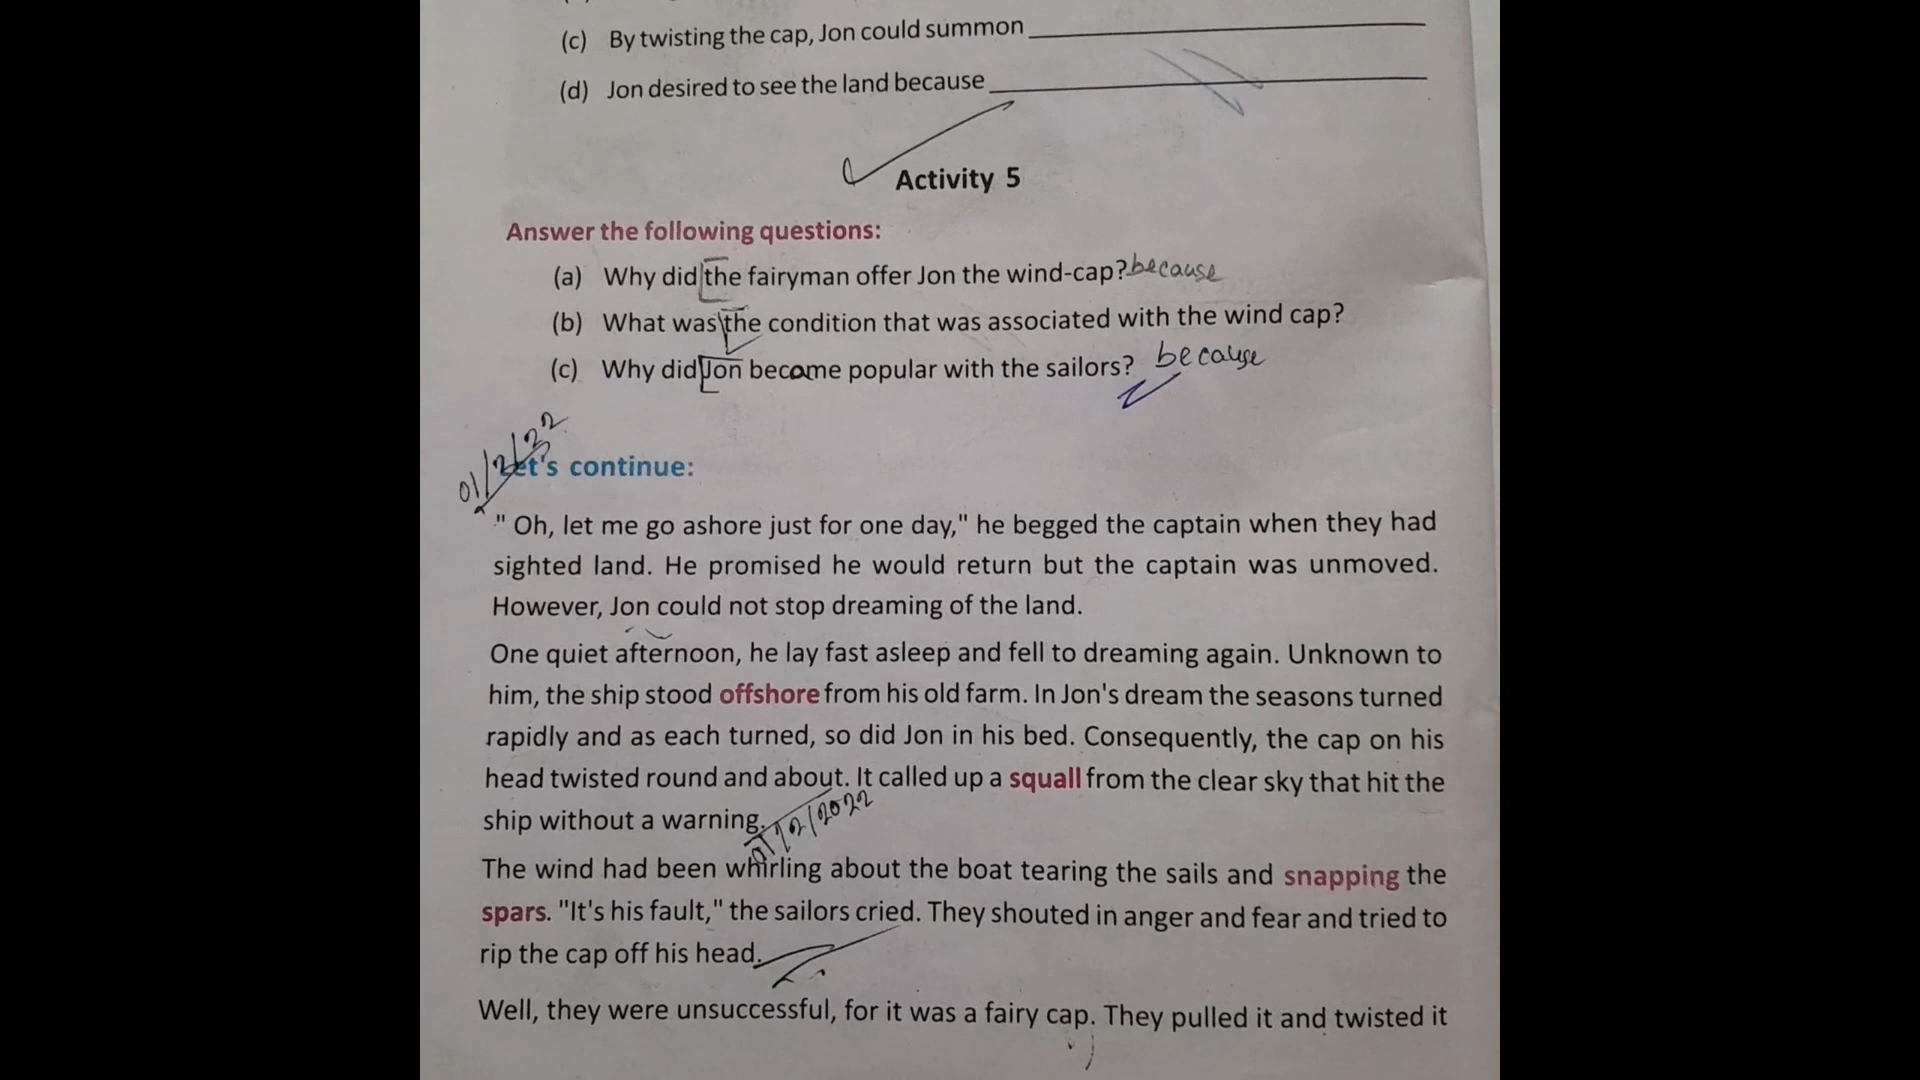 (c) By twisting the cap, Jon could summon
(d) Jon desired to see the land because
Activity 5
Answer the following questions:
(a) Why did the fairyman offer Jon the wind-cap? because
(b) What was the condition that was associated with the wind cap?
(c) Why did Jon become popular with the sailors? because
01/2/22
Let's continue:
" Oh, let me go ashore just for one day," he begged the captain when they had
sighted land. He promised he would return but the captain was unmoved.
However, Jon could not stop dreaming of the land.
One quiet afternoon, he lay fast asleep and fell to dreaming again. Unknown to
him, the ship stood offshore from his old farm. In Jon's dream the seasons turned
rapidly and as each turned, so did Jon in his bed. Consequently, the cap on his
head twisted round and about. It called up a squall from the clear sky that hit the
ship without a warning.
01/2/2022
The wind had been whirling about the boat tearing the sails and snapping the
spars. "It's his fault," the sailors cried. They shouted in anger and fear and tried to
rip the cap off his head.
Well, they were unsuccessful, for it was a fairy cap. They pulled it and twisted it